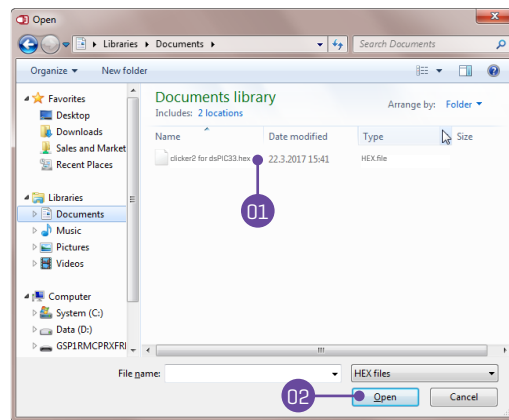 Open
Libraries Documents Search Documents
Organize New folder
Favorites
Desktop
Downloads
Sales and Market
Recent Places
Libraries
Documents
Music
Pictures
Videos
Computer
System (C:)
Data (D:)
GSP1RMCPRXFRI
Documents library
Includes: 2 locations
Arrange by: Folder
Name Date modified Type Size
clicker2 for dsPIC33.hex 22.3.2017 15:41 HEX.file
01
File name: HEX files
02 Open Cancel